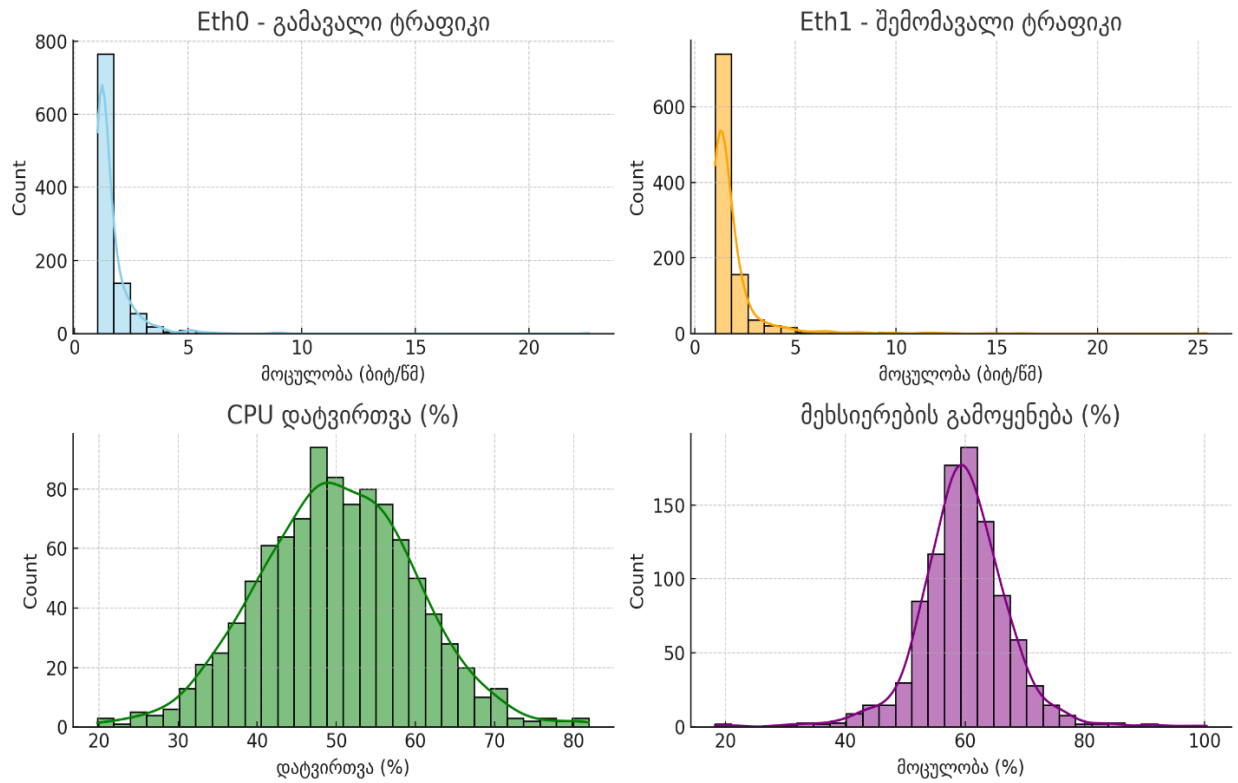 Eth0 - გამავალი ტრაფიკი
800
600
400
200
0
Count
0 5 10 15 20
მოცულობა (ბიტ/წმ)
Eth1 - შემომავალი ტრაფიკი
600
400
200
0
Count
0 5 10 15 20 25
მოცულობა (ბიტ/წმ)
CPU დატვირთვა (%)
80
60
40
20
0
Count
20 30 40 50 60 70 80
დატვირთვა (%)
მეხსიერების გამოყენება (%)
150
100
50
0
Count
20 40 60 80 100
მოცულობა (%)